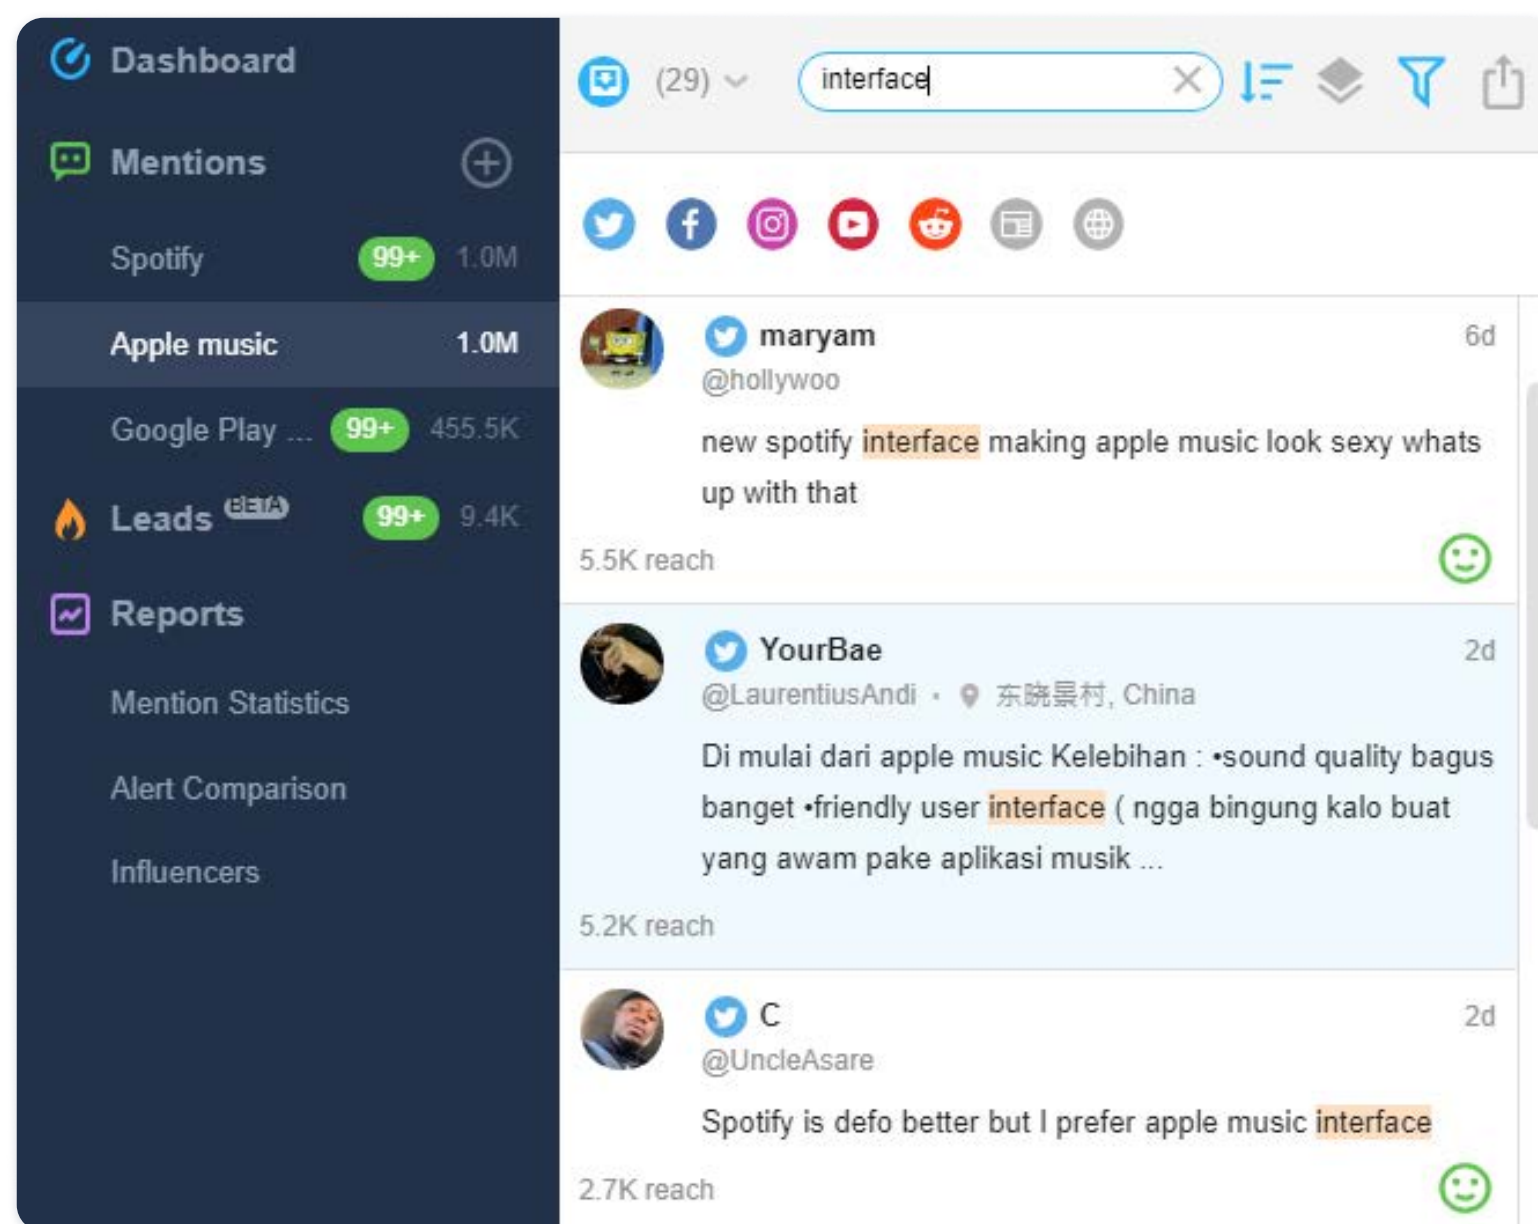 Dashboard
Mentions
Spotify 99+ 1.0M
Apple music 1.0M
Google Play ... 99+ 455.5K
Leads BETA 99+ 9.4K
Reports
Mention Statistics
Alert Comparison
Influencers
(29) interface
maryam 6d
@hollywoo
new spotify interface making apple music look sexy whats
up with that
5.5K reach
YourBae 2d
@LaurentiusAndi • 东晓景村, China
Di mulai dari apple music Kelebihan : •sound quality bagus
banget •friendly user interface ( ngga bingung kalo buat
yang awam pake aplikasi musik ...
5.2K reach
C 2d
@UncleAsare
Spotify is defo better but I prefer apple music interface
2.7K reach